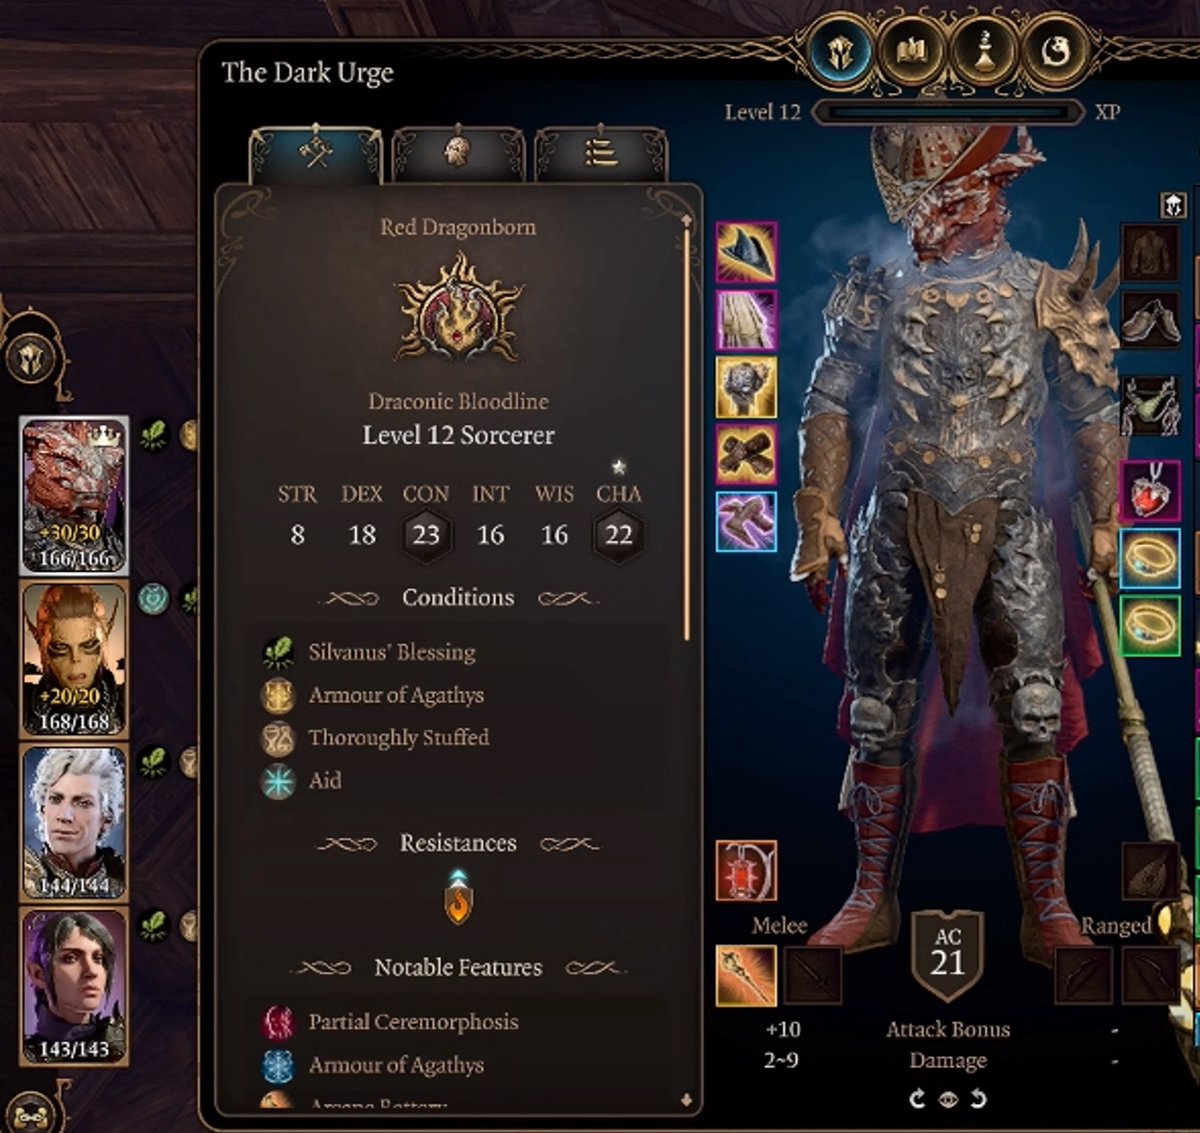 The Dark Urge
Level 12 XP
Red Dragonborn
Draconic Bloodline
Level 12 Sorcerer
STR DEX CON INT WIS CHA
8 18 23 16 16 22
Conditions
Silvanus' Blessing
Armour of Agathys
Thoroughly Stuffed
Aid
Resistances
Notable Features
Partial Ceremorphosis
Armour of Agathys
+30/30
166/166
+20/20
168/168
144/144
143/143
Melee
Ranged
AC
21
+10 Attack Bonus -
2~9 Damage -